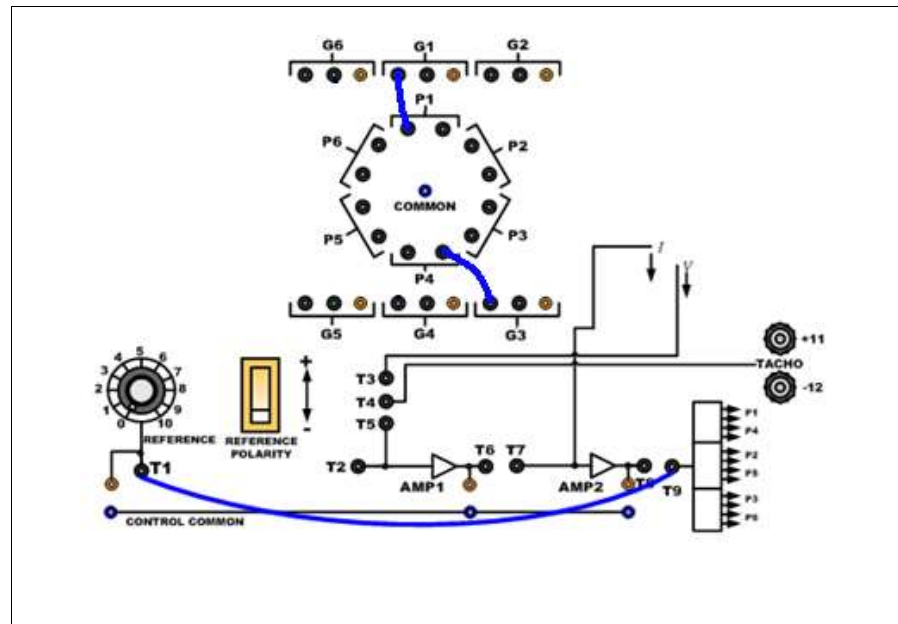 G6 G1 G2
P1
P6 P2
COMMON
P5 P3
P4
G5 G4 G3
I
V
+11
TACHO
-12
0 1 2 3 4 5 6 7 8 9 10
REFERENCE
+
-
REFERENCE
POLARITY
T3
T4
T5
T1 T2 T6 T7 T8 T9
AMP1 AMP2
CONTROL COMMON
P1
P4
P2
P5
P3
P6